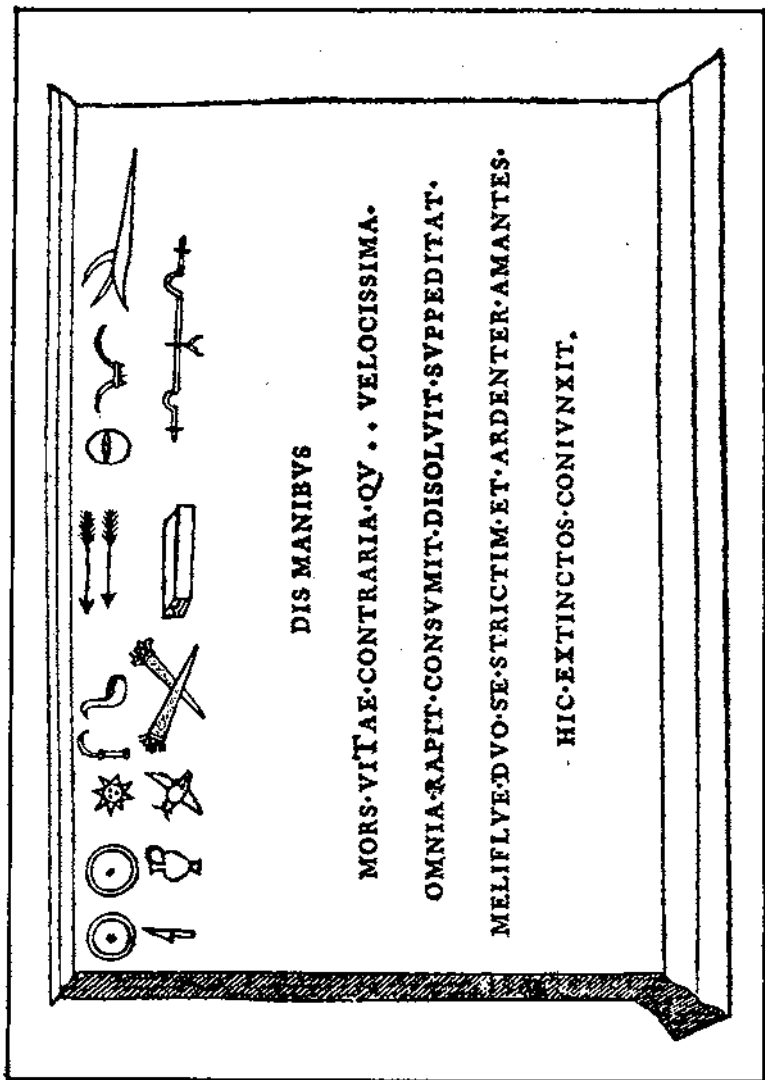 DIS MANIBVS
MORS·VITAE·CONTRARIA·QV . . VELOCISSIMA·
OMNIA·RAPIT·CONSVMIT·DISOLVIT·SVPPEDITAT·
MELIFLVE·DVO·SE·STRICTIM·ET·ARDENTER·AMANTES·
HIC·EXTINCTOS·CONIVNXIT.